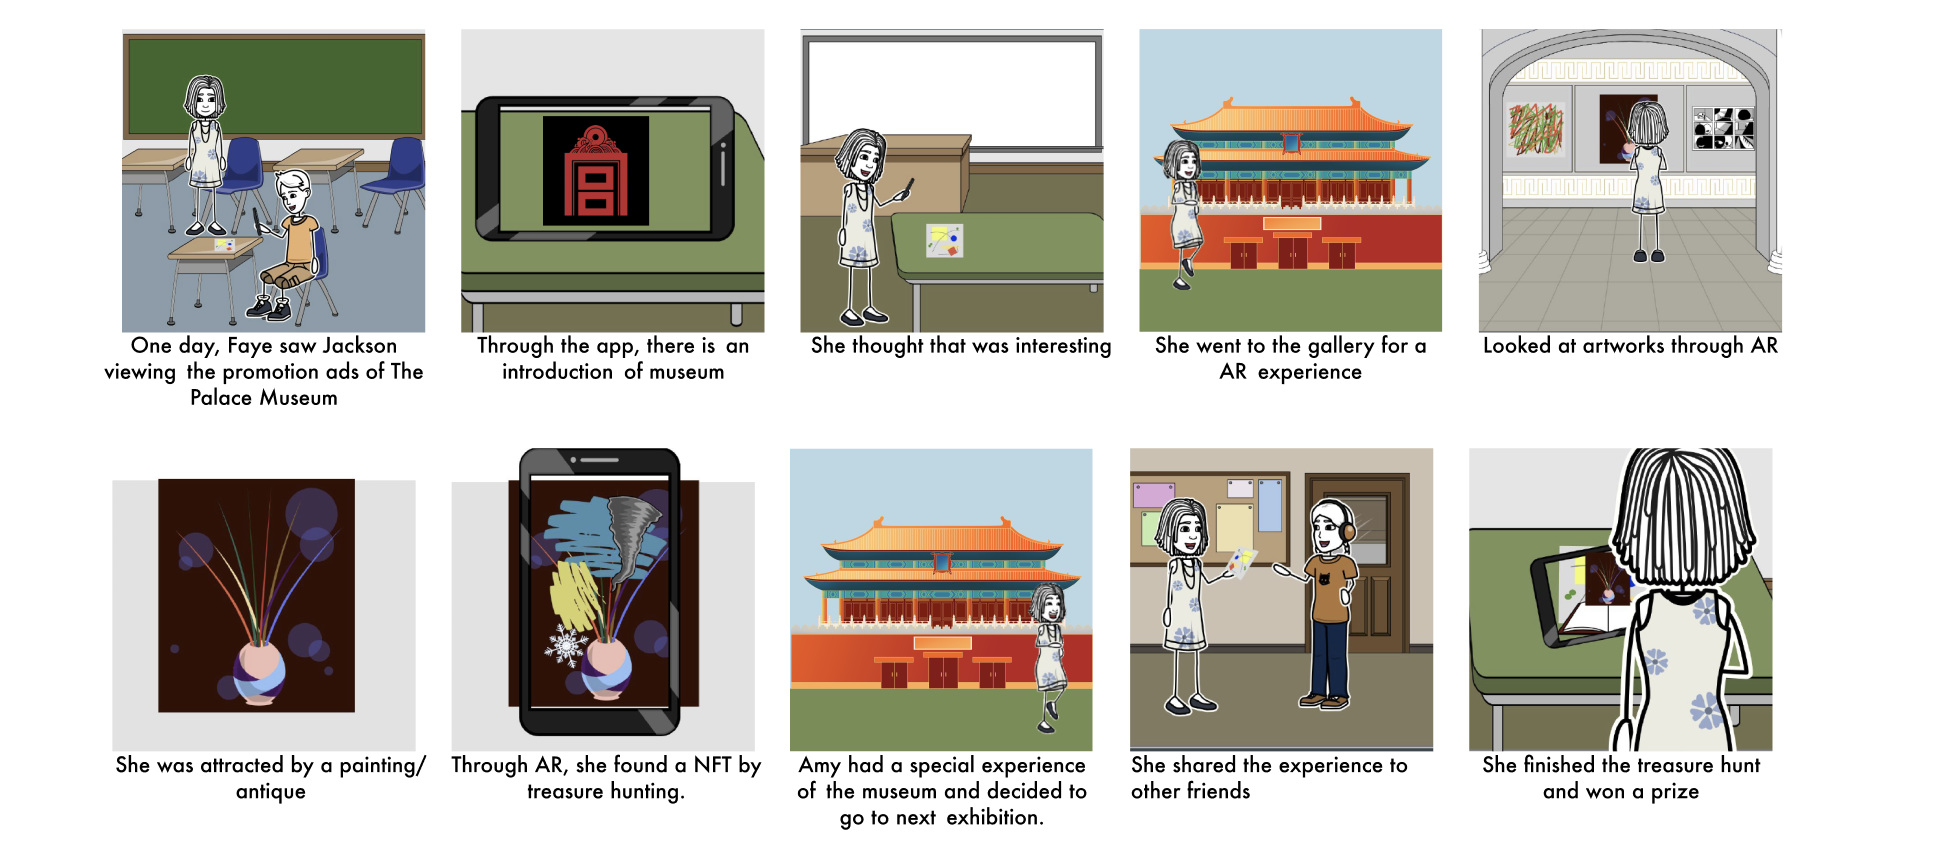 One day, Faye saw Jackson
viewing the promotion ads of The
Palace Museum
Through the app, there is an
introduction of museum
She thought that was interesting
She went to the gallery for a
AR experience
Looked at artworks through AR
She was attracted by a painting/
antique
Through AR, she found a NFT by
treasure hunting.
Amy had a special experience
of the museum and decided to
go to next exhibition.
She shared the experience to
other friends
She finished the treasure hunt
and won a prize